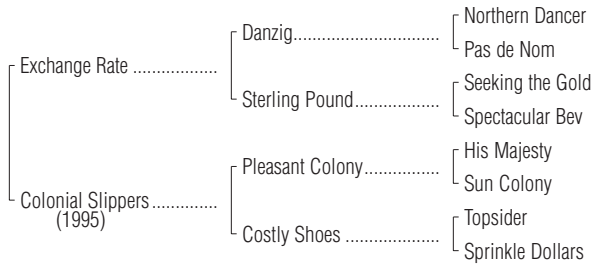 Northern Dancer
Danzig................................
Pas de Nom
Exchange Rate ..................
Seeking the Gold
Sterling Pound...................
Spectacular Bev
His Majesty
Pleasant Colony.................
Sun Colony
Colonial Slippers..............
(1995)
Topsider
Costly Shoes .....................
Sprinkle Dollars